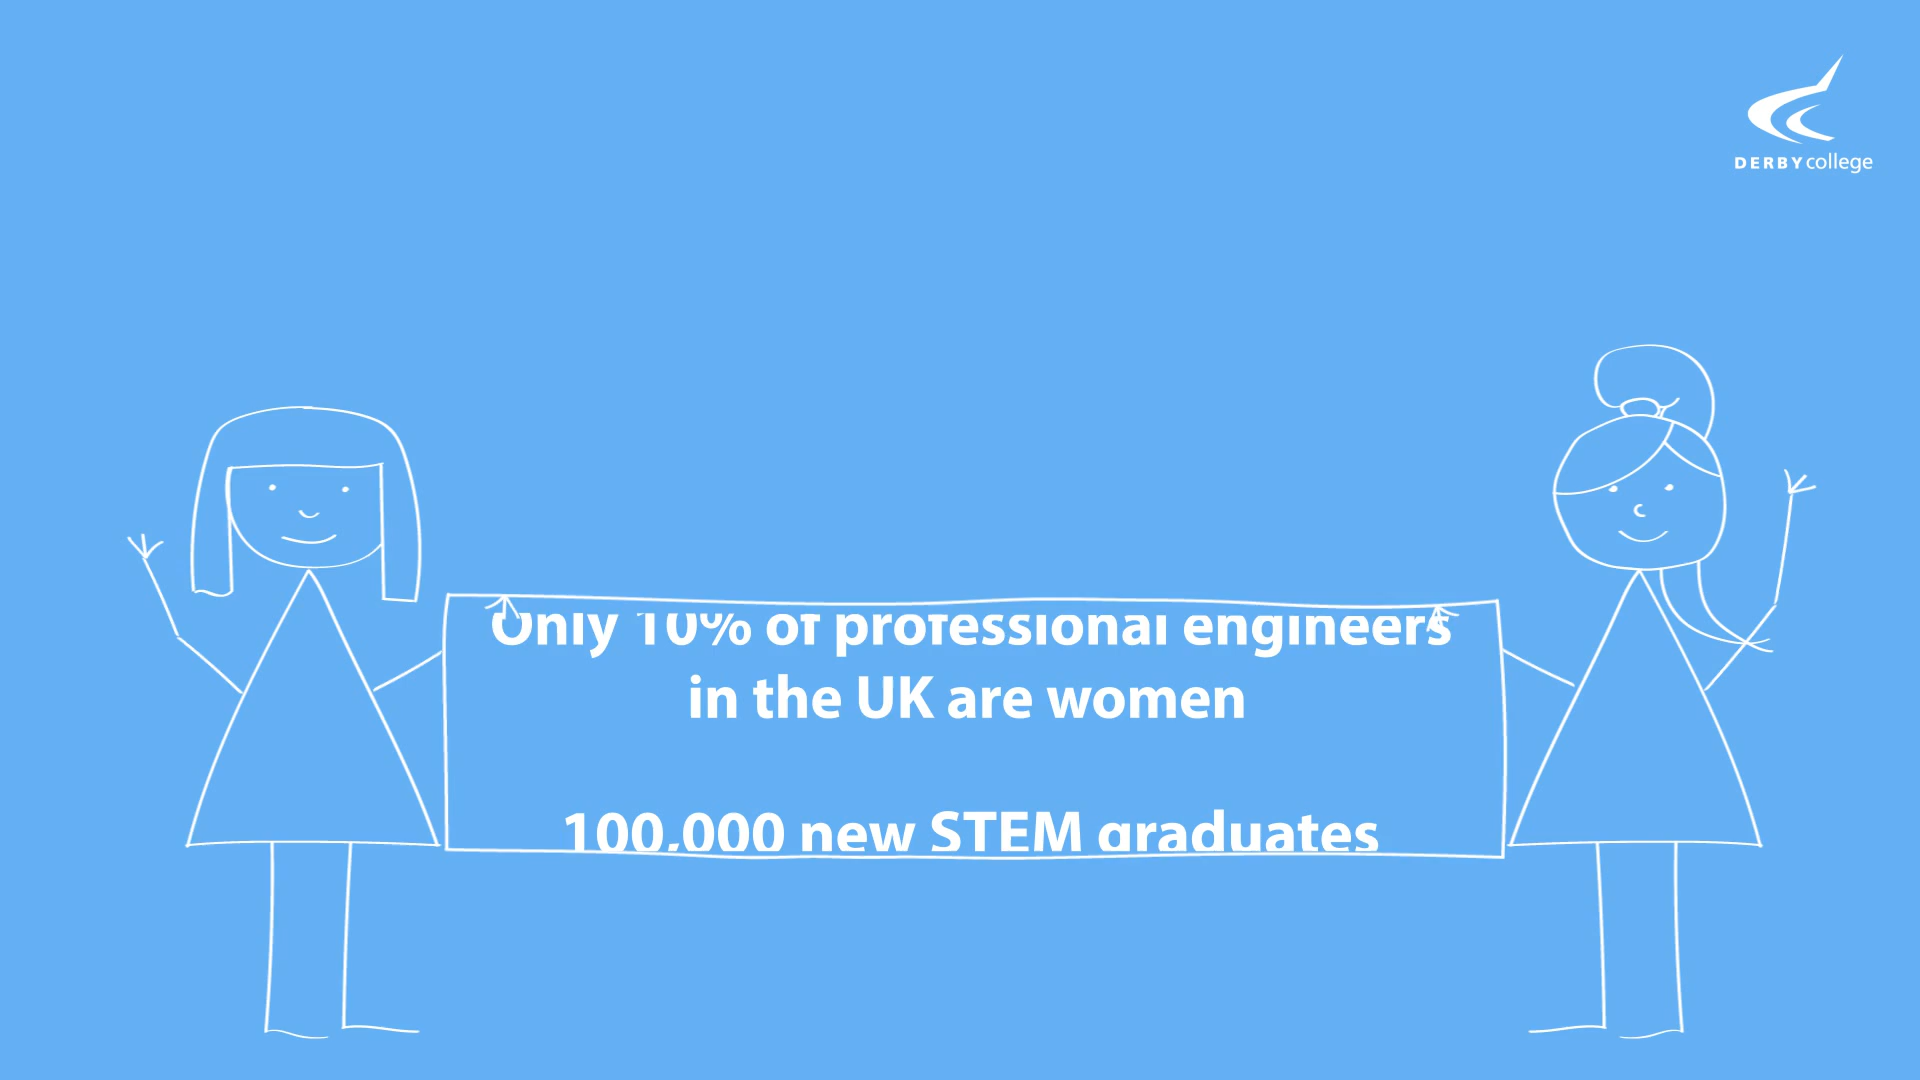 DERBY college
Only 10% of professional engineers
in the UK are women
100,000 new STEM graduates